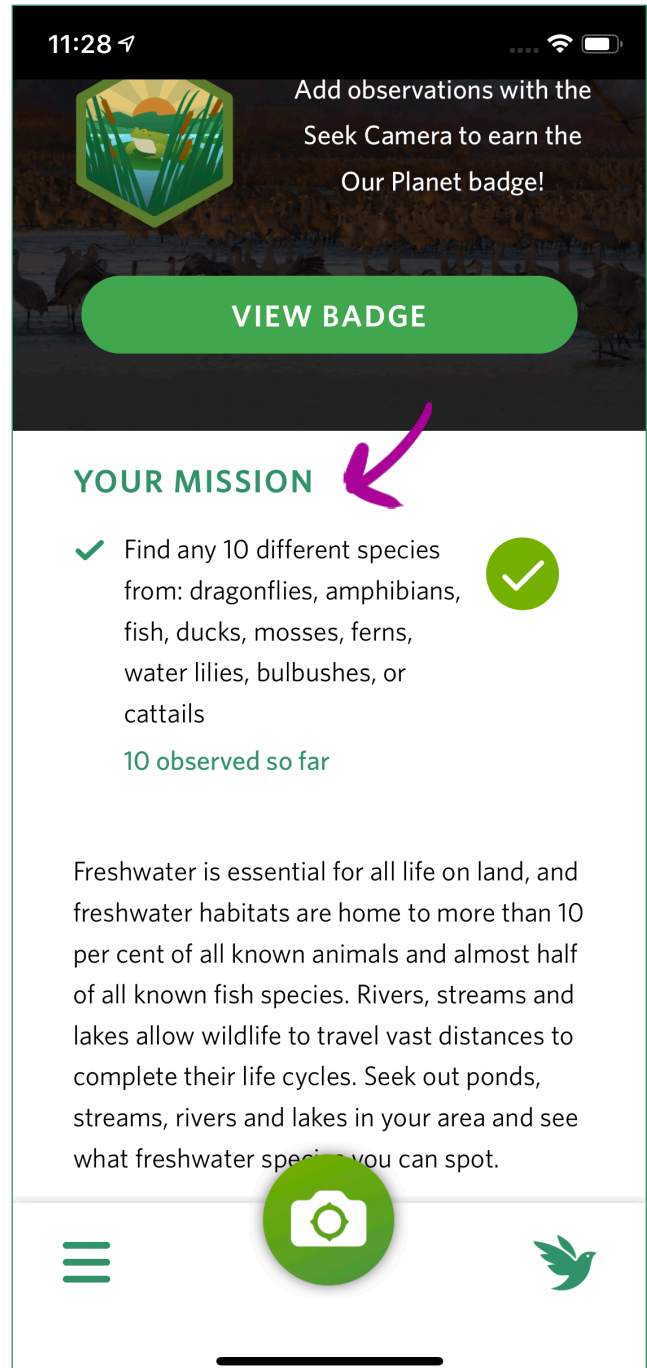 11:28
Add observations with the
Seek Camera to earn the
Our Planet badge!
VIEW BADGE
YOUR MISSION
Find any 10 different species
from: dragonflies, amphibians,
fish, ducks, mosses, ferns,
water lilies, bulbushes, or
cattails
10 observed so far
Freshwater is essential for all life on land, and
freshwater habitats are home to more than 10
per cent of all known animals and almost half
of all known fish species. Rivers, streams and
lakes allow wildlife to travel vast distances to
complete their life cycles. Seek out ponds,
streams, rivers and lakes in your area and see
what freshwater species you can spot.